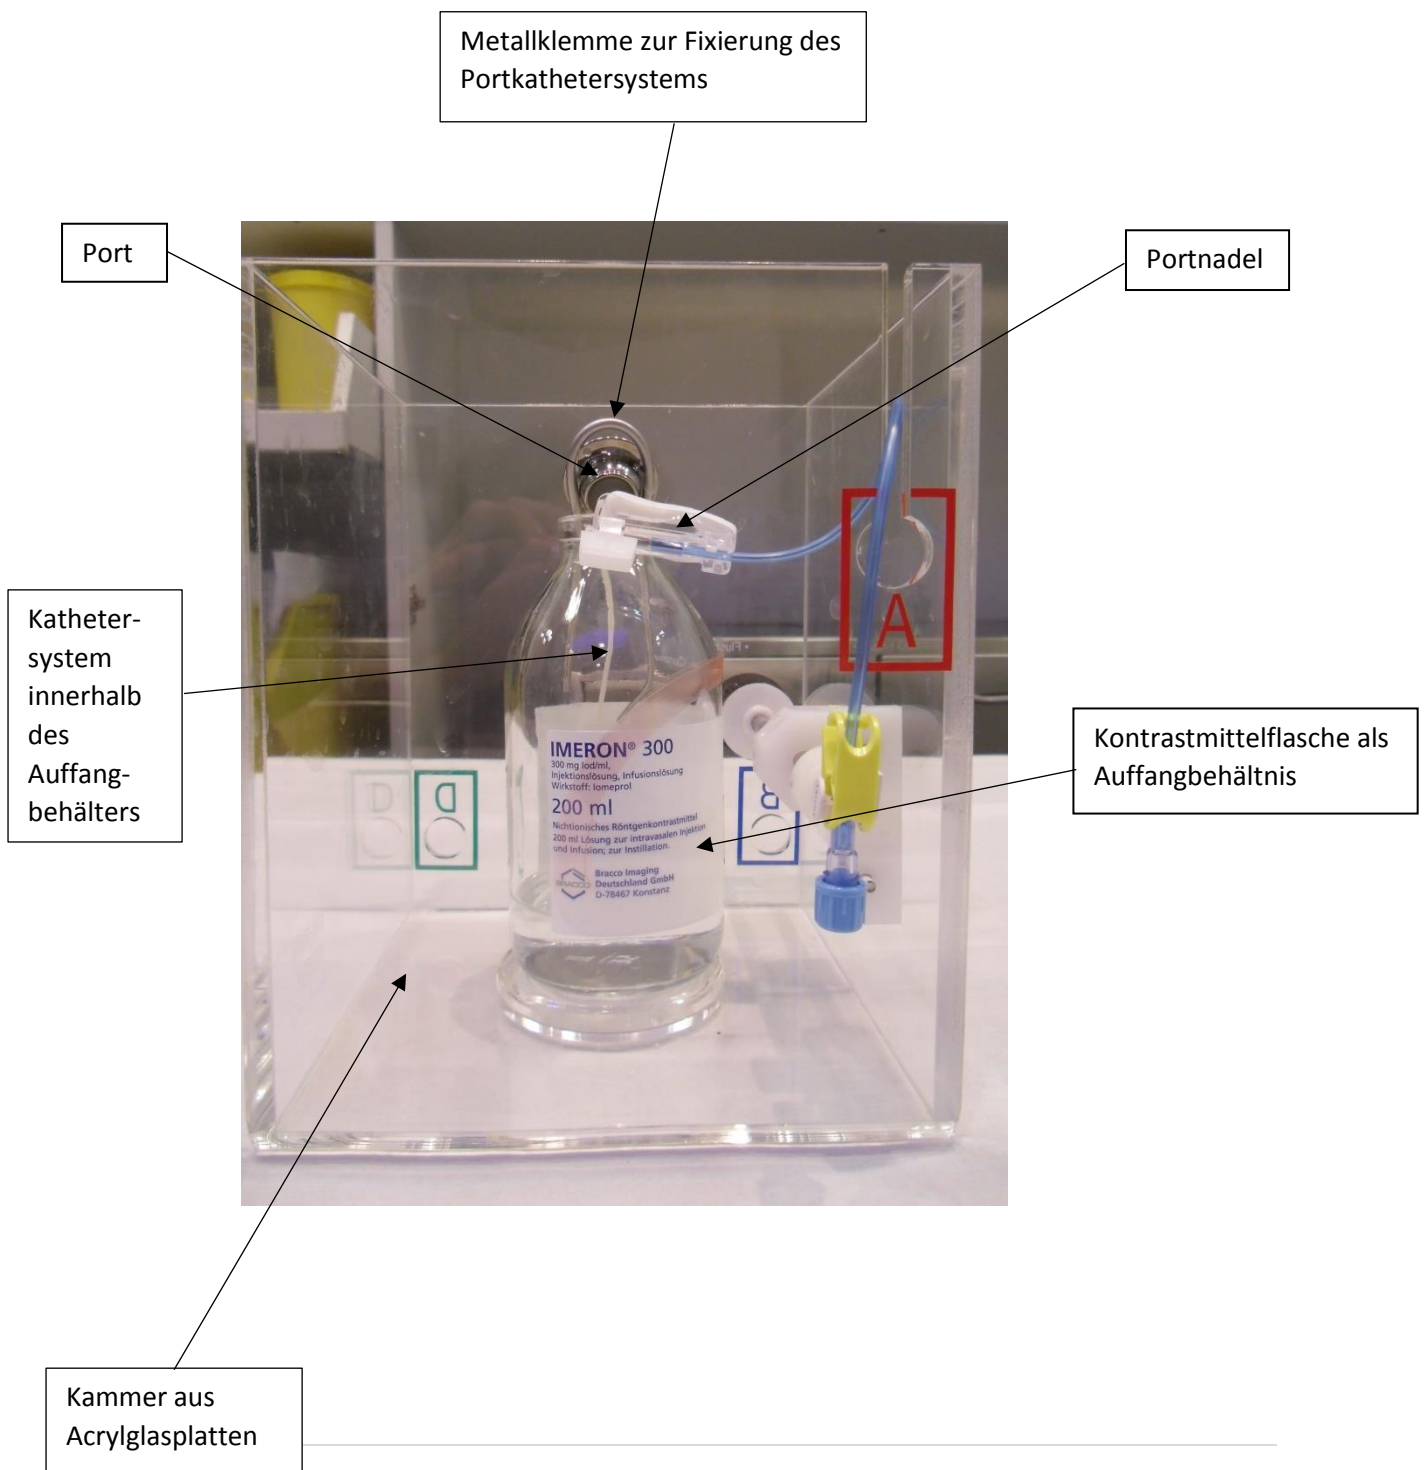 Metallklemme zur Fixierung des
Portkathetersystems
Port
Portnadel
A
Katheter-
system
innerhalb
des
Auffang-
behälters
IMERON® 300
300 mg Iod/ml,
Injektionslösung, Infusionslösung
Wirkstoff: Iomeprol
200 ml
Nichtionisches Röntgenkontrastmittel
200 ml Lösung zur intravasalen Injektion
und Infusion; zur Instillation.
BRACCO
Bracco Imaging
Deutschland GmbH
D-78467 Konstanz
D
B
Kontrastmittelflasche als
Auffangbehältnis
Kammer aus
Acrylglasplatten